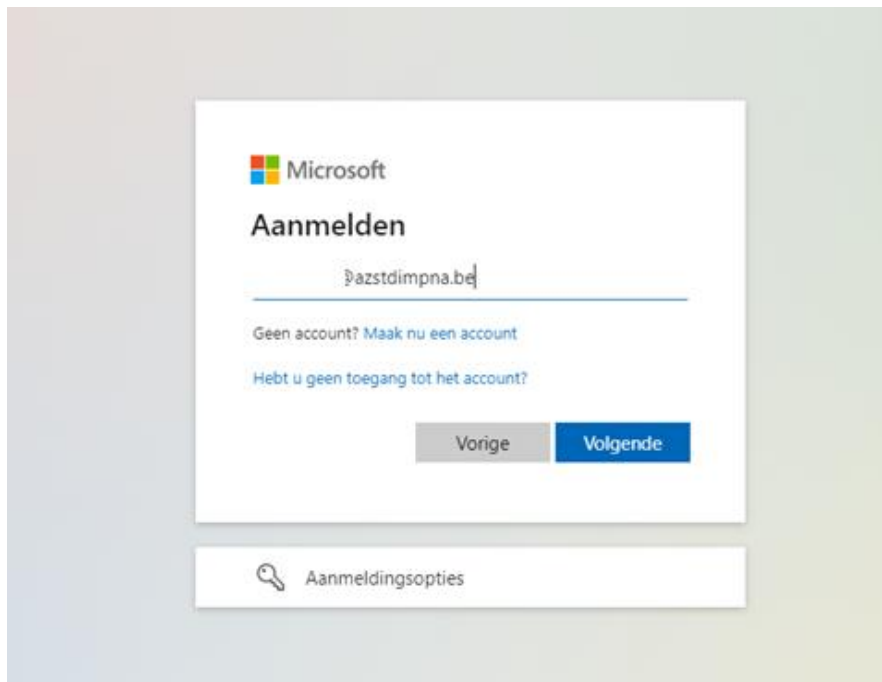 Microsoft
Aanmelden
@azstdimpna.be
Geen account? Maak nu een account
Hebt u geen toegang tot het account?
Vorige
Volgende
Aanmeldingsopties